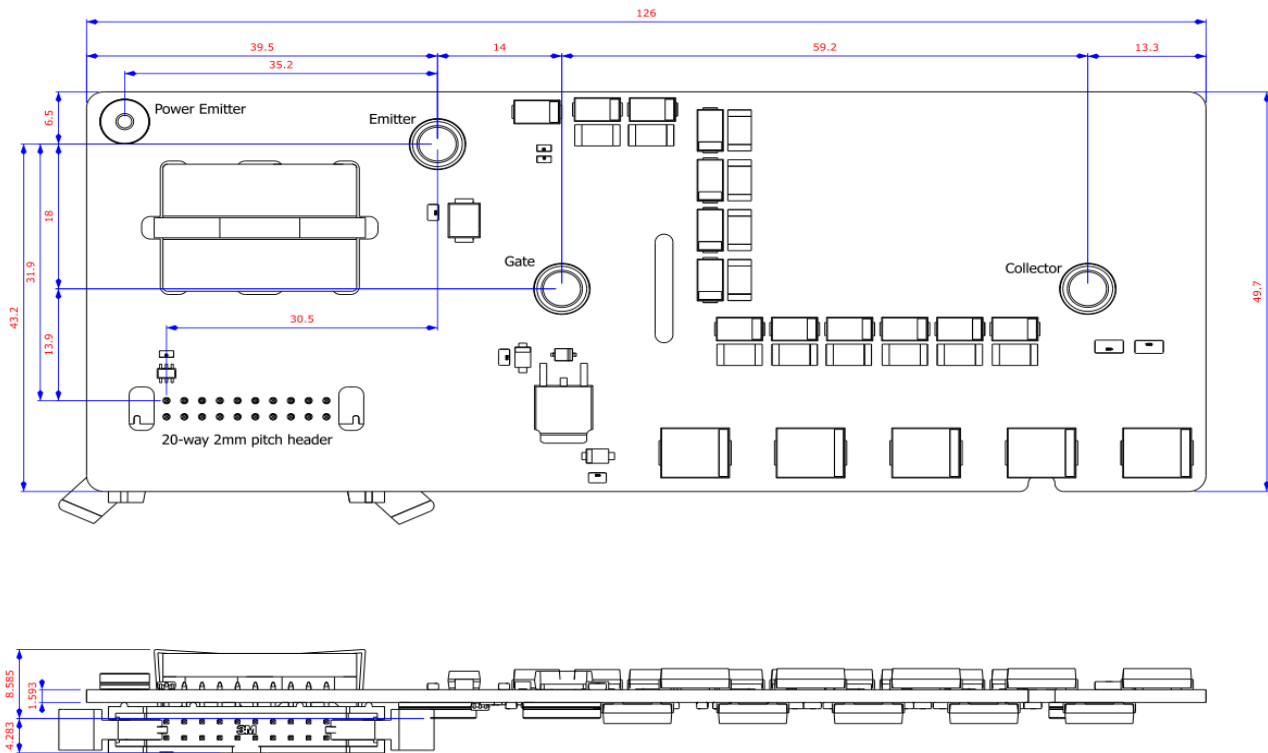 126
39.5 14 59.2 13.3
35.2
Power Emitter
Emitter
6.5
18
31.9
43.2
13.9
49.7
Gate
Collector
30.5
20-way 2mm pitch header
8.585
1.593
4.283
3M